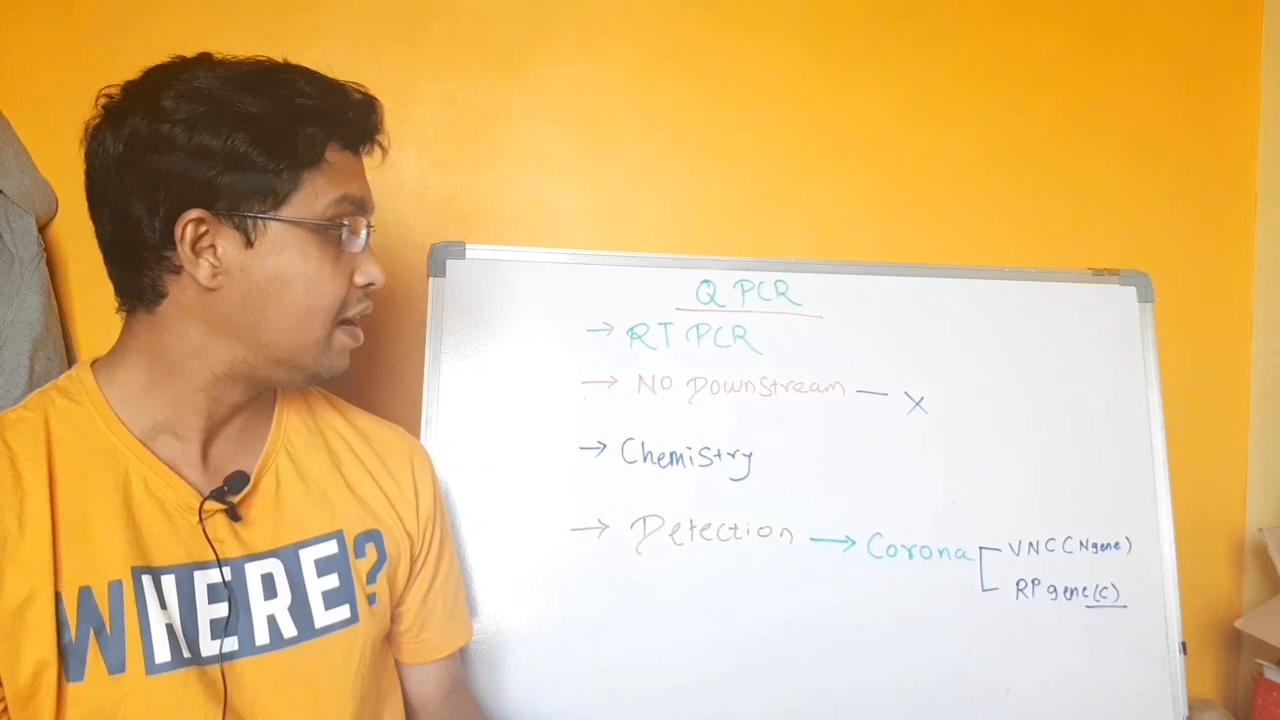 Q PCR
→ RT PCR
→ No Downstream — X
→ Chemistry
→ Detection → Corona
VNC (N gene)
RP gene (C)
WHERE?